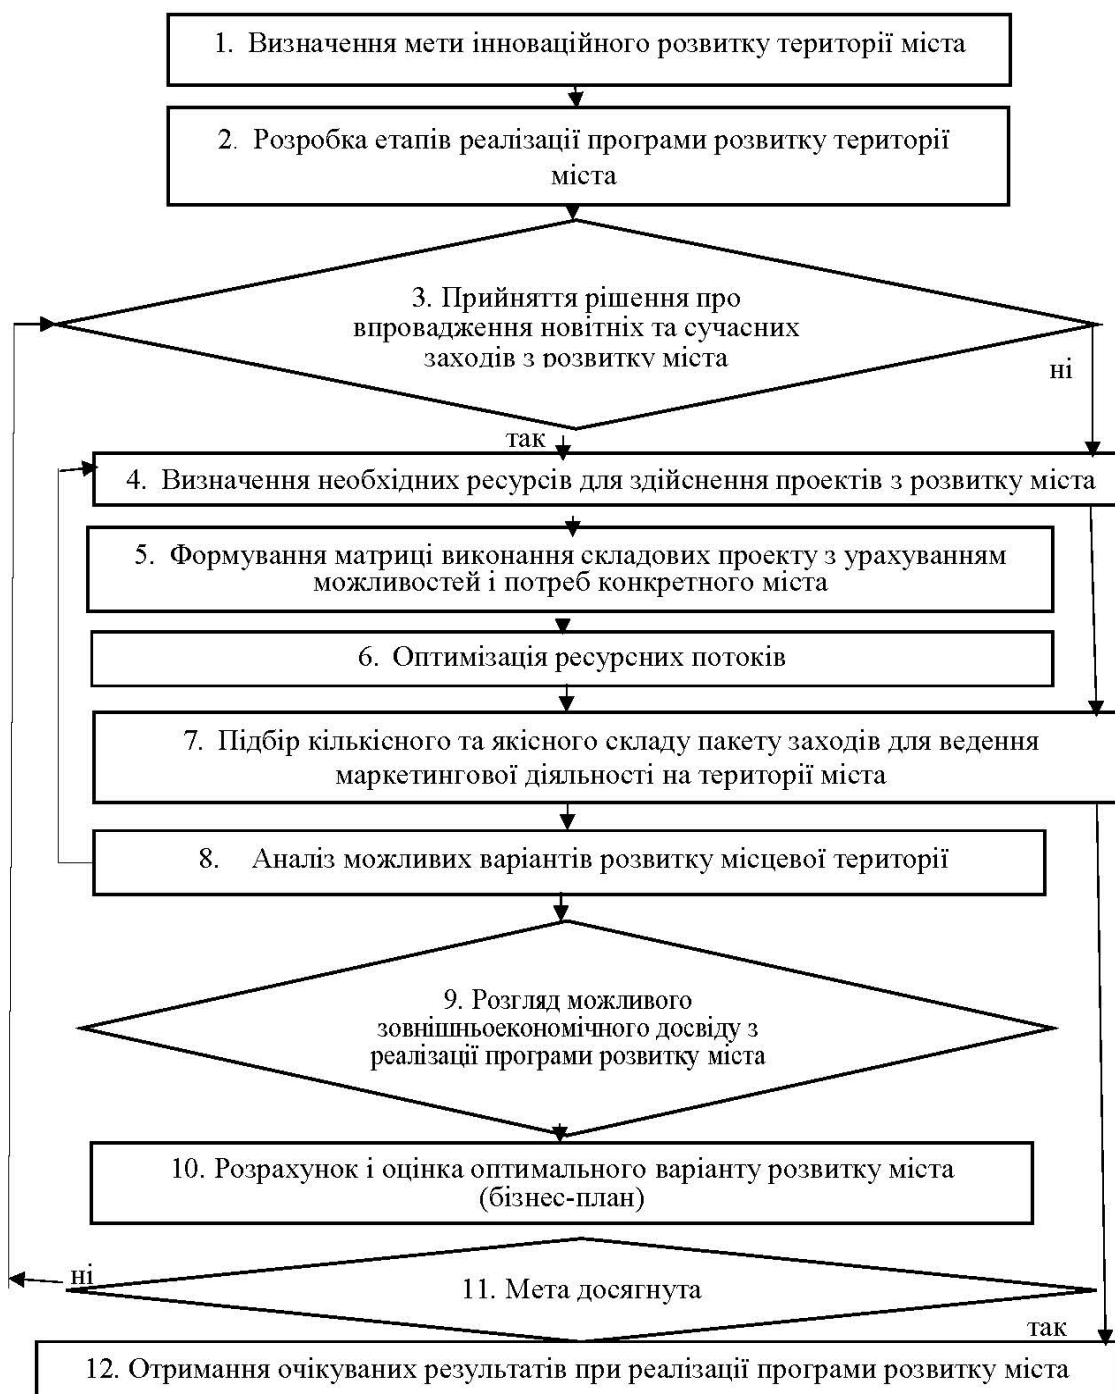 1. Визначення мети інноваційного розвитку території міста
2. Розробка етапів реалізації програми розвитку території
міста
3. Прийняття рішення про
впровадження новітніх та сучасних
заходів з розвитку міста
ні
так
4. Визначення необхідних ресурсів для здійснення проектів з розвитку міста
5. Формування матриці виконання складових проекту з урахуванням
можливостей і потреб конкретного міста
6. Оптимізація ресурсних потоків
7. Підбір кількісного та якісного складу пакету заходів для ведення
маркетингової діяльності на території міста
8. Аналіз можливих варіантів розвитку місцевої території
9. Розгляд можливого
зовнішньоекономічного досвіду з
реалізації програми розвитку міста
10. Розрахунок і оцінка оптимального варіанту розвитку міста
(бізнес-план)
ні
11. Мета досягнута
так
12. Отримання очікуваних результатів при реалізації програми розвитку міста